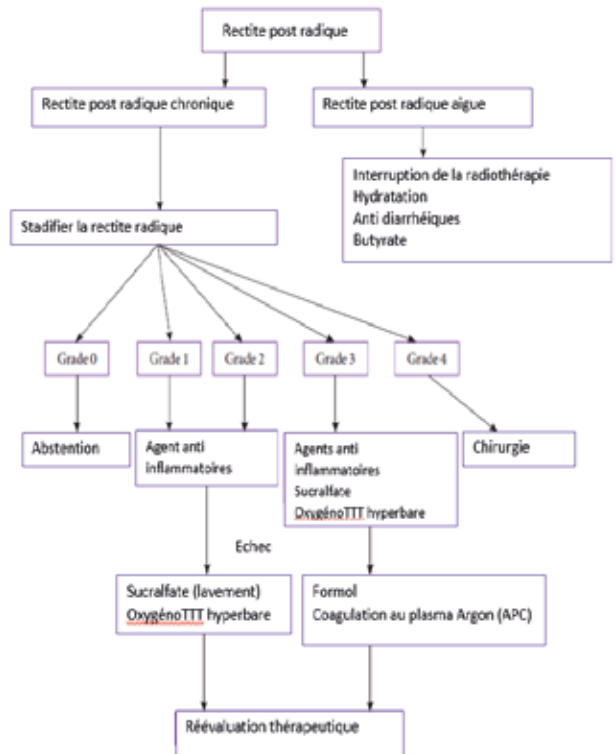 Rectite post radique
Rectite post radique chronique
Rectite post radique aigue
Interruption de la radiothérapie
Hydratation
Anti diarrhéiques
Butyrate
Stadifier la rectite radique
Grade 0
Grade 1
Grade 2
Grade 3
Grade 4
Abstention
Agent anti
inflammatoires
Agents anti
inflammatoires
Sucralfate
OxygénoTTT hyperbare
Chirurgie
Echec
Sucralfate (lavement)
OxygénoTTT hyperbare
Formol
Coagulation au plasma Argon (APC)
Réévaluation thérapeutique